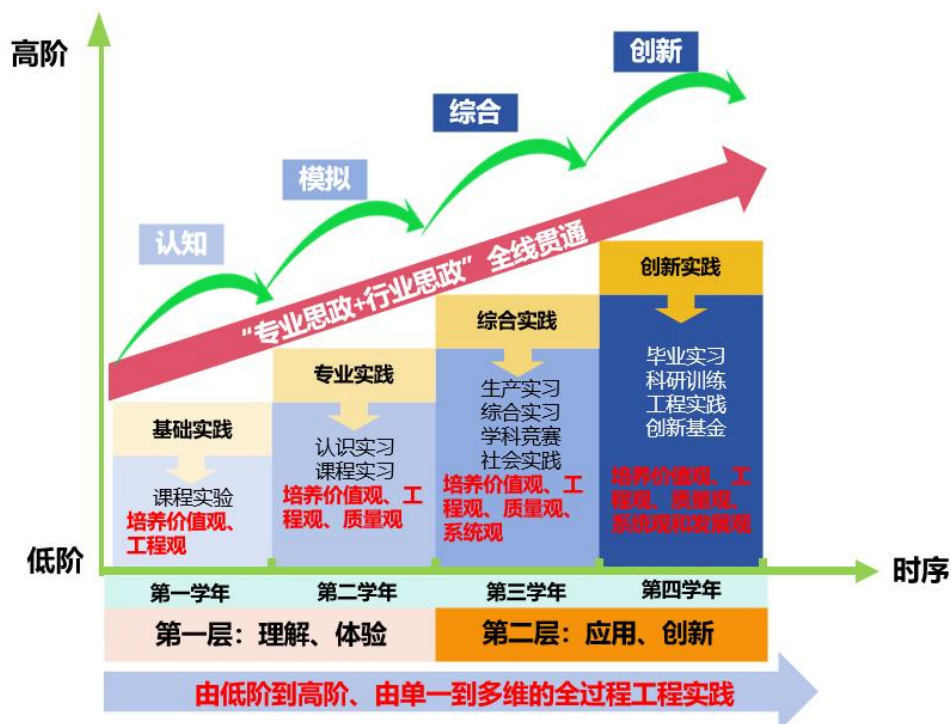 高阶
创新
综合
模拟
认知
“专业思政+行业思政”全线贯通
创新实践
毕业实习
科研训练
工程实践
创新基金
培养价值观、工
程观、质量观、
系统观和发展观
综合实践
生产实习
综合实习
学科竞赛
社会实践
培养价值观、工
程观、质量观、
系统观
专业实践
认识实习
课程实习
培养价值观、工
程观、质量观
基础实践
课程实验
培养价值观、
工程观
低阶
时序
第一学年
第二学年
第三学年
第四学年
第一层：理解、体验
第二层：应用、创新
由低阶到高阶、由单一到多维的全过程工程实践